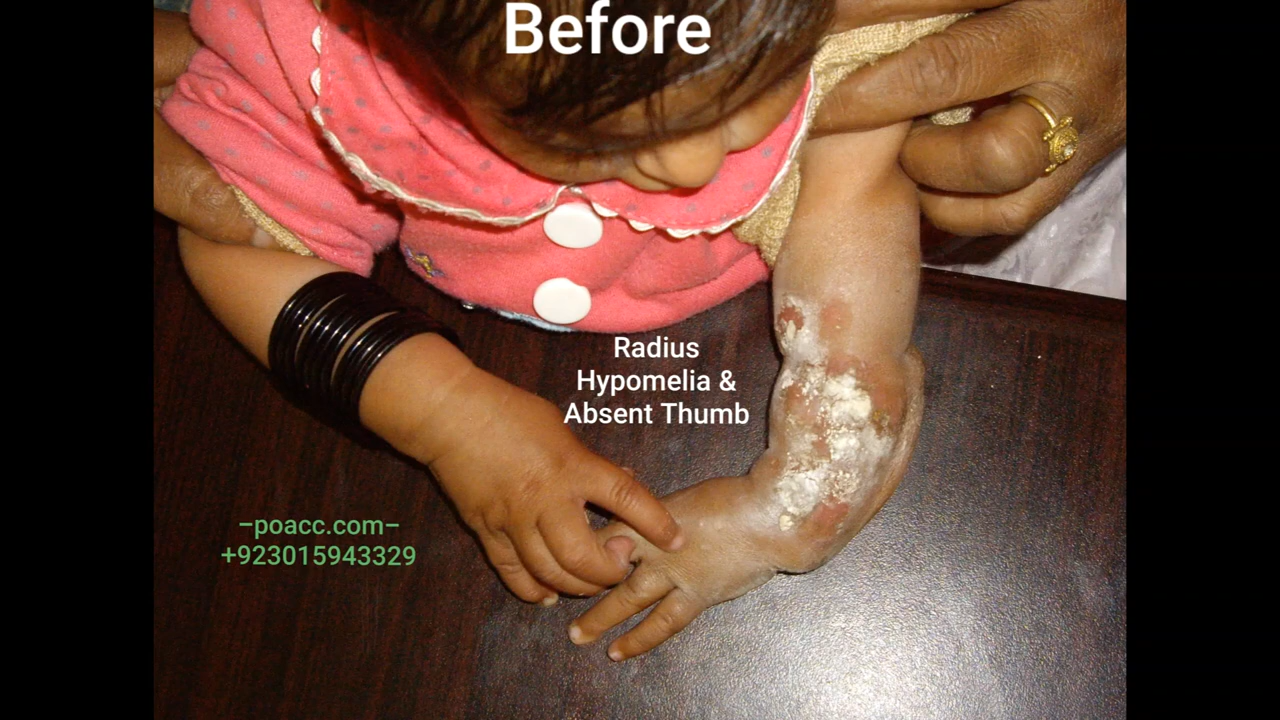 Before
Radius
Hypomelia &
Absent Thumb
–poacc.com–
+923015943329